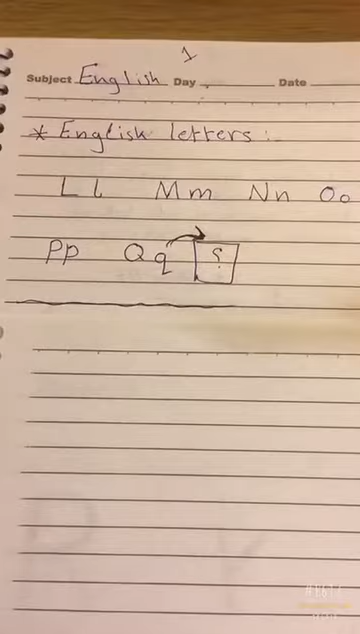 1
Subject English Day Date
* English letters :
L l M m N n O o
P p Q q ?